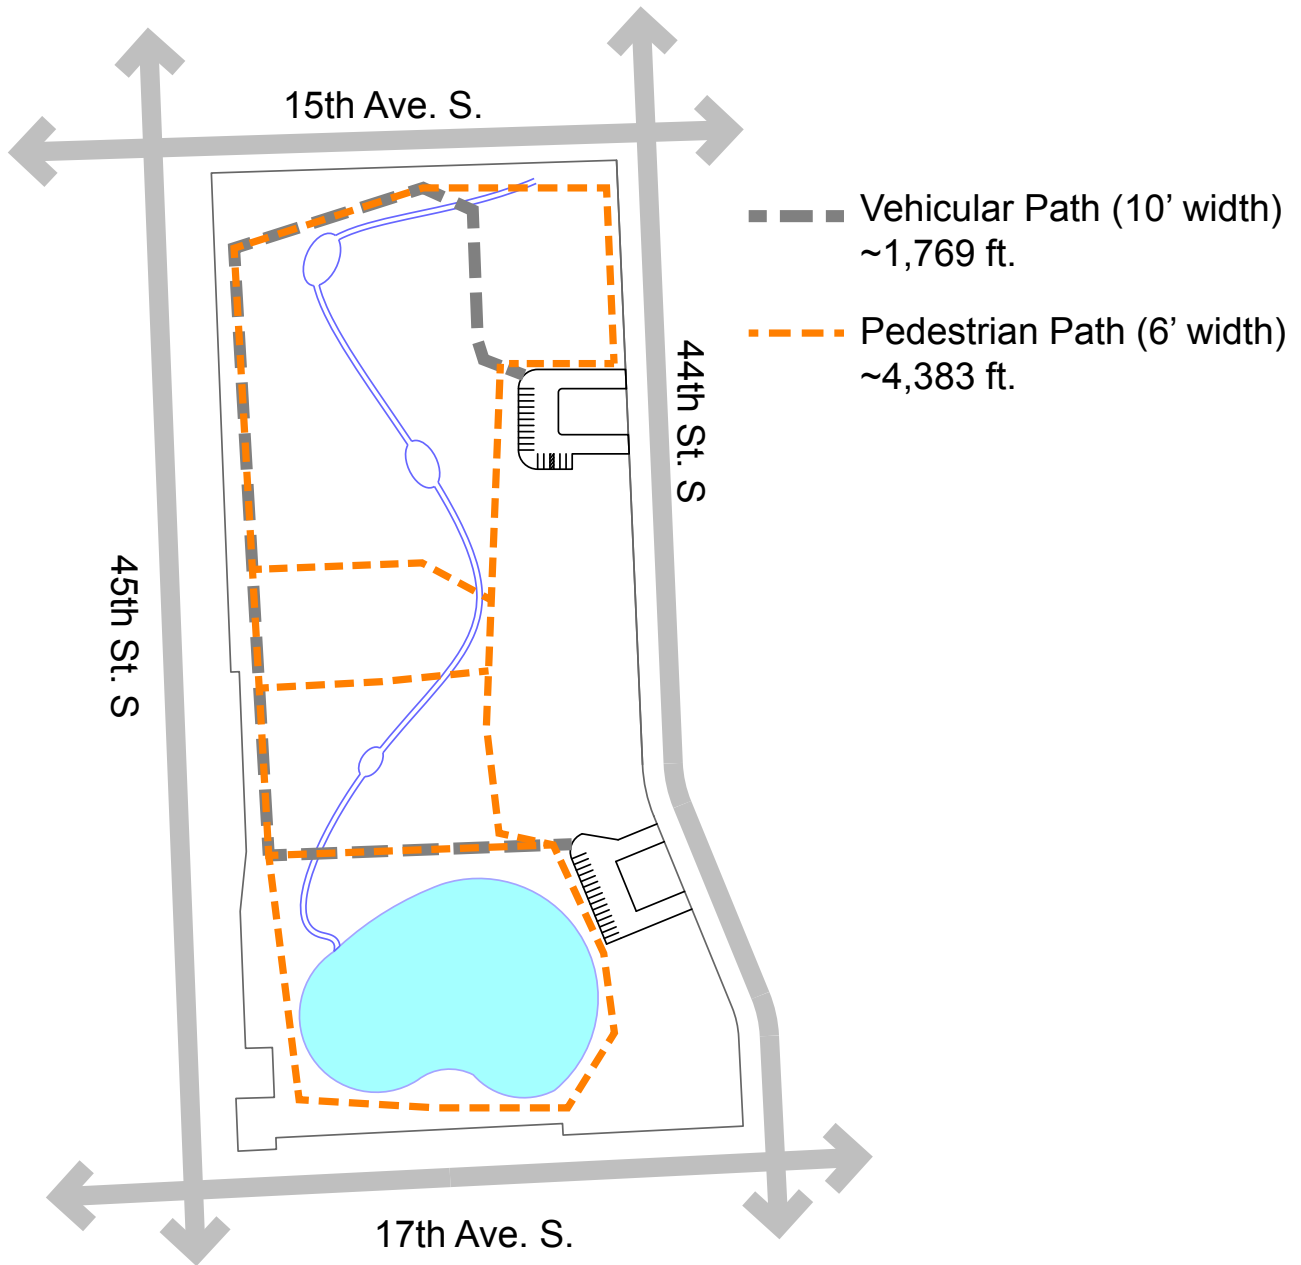 15th Ave. S.
Vehicular Path (10’ width)
~1,769 ft.
Pedestrian Path (6’ width)
~4,383 ft.
44th St. S
45th St. S
17th Ave. S.